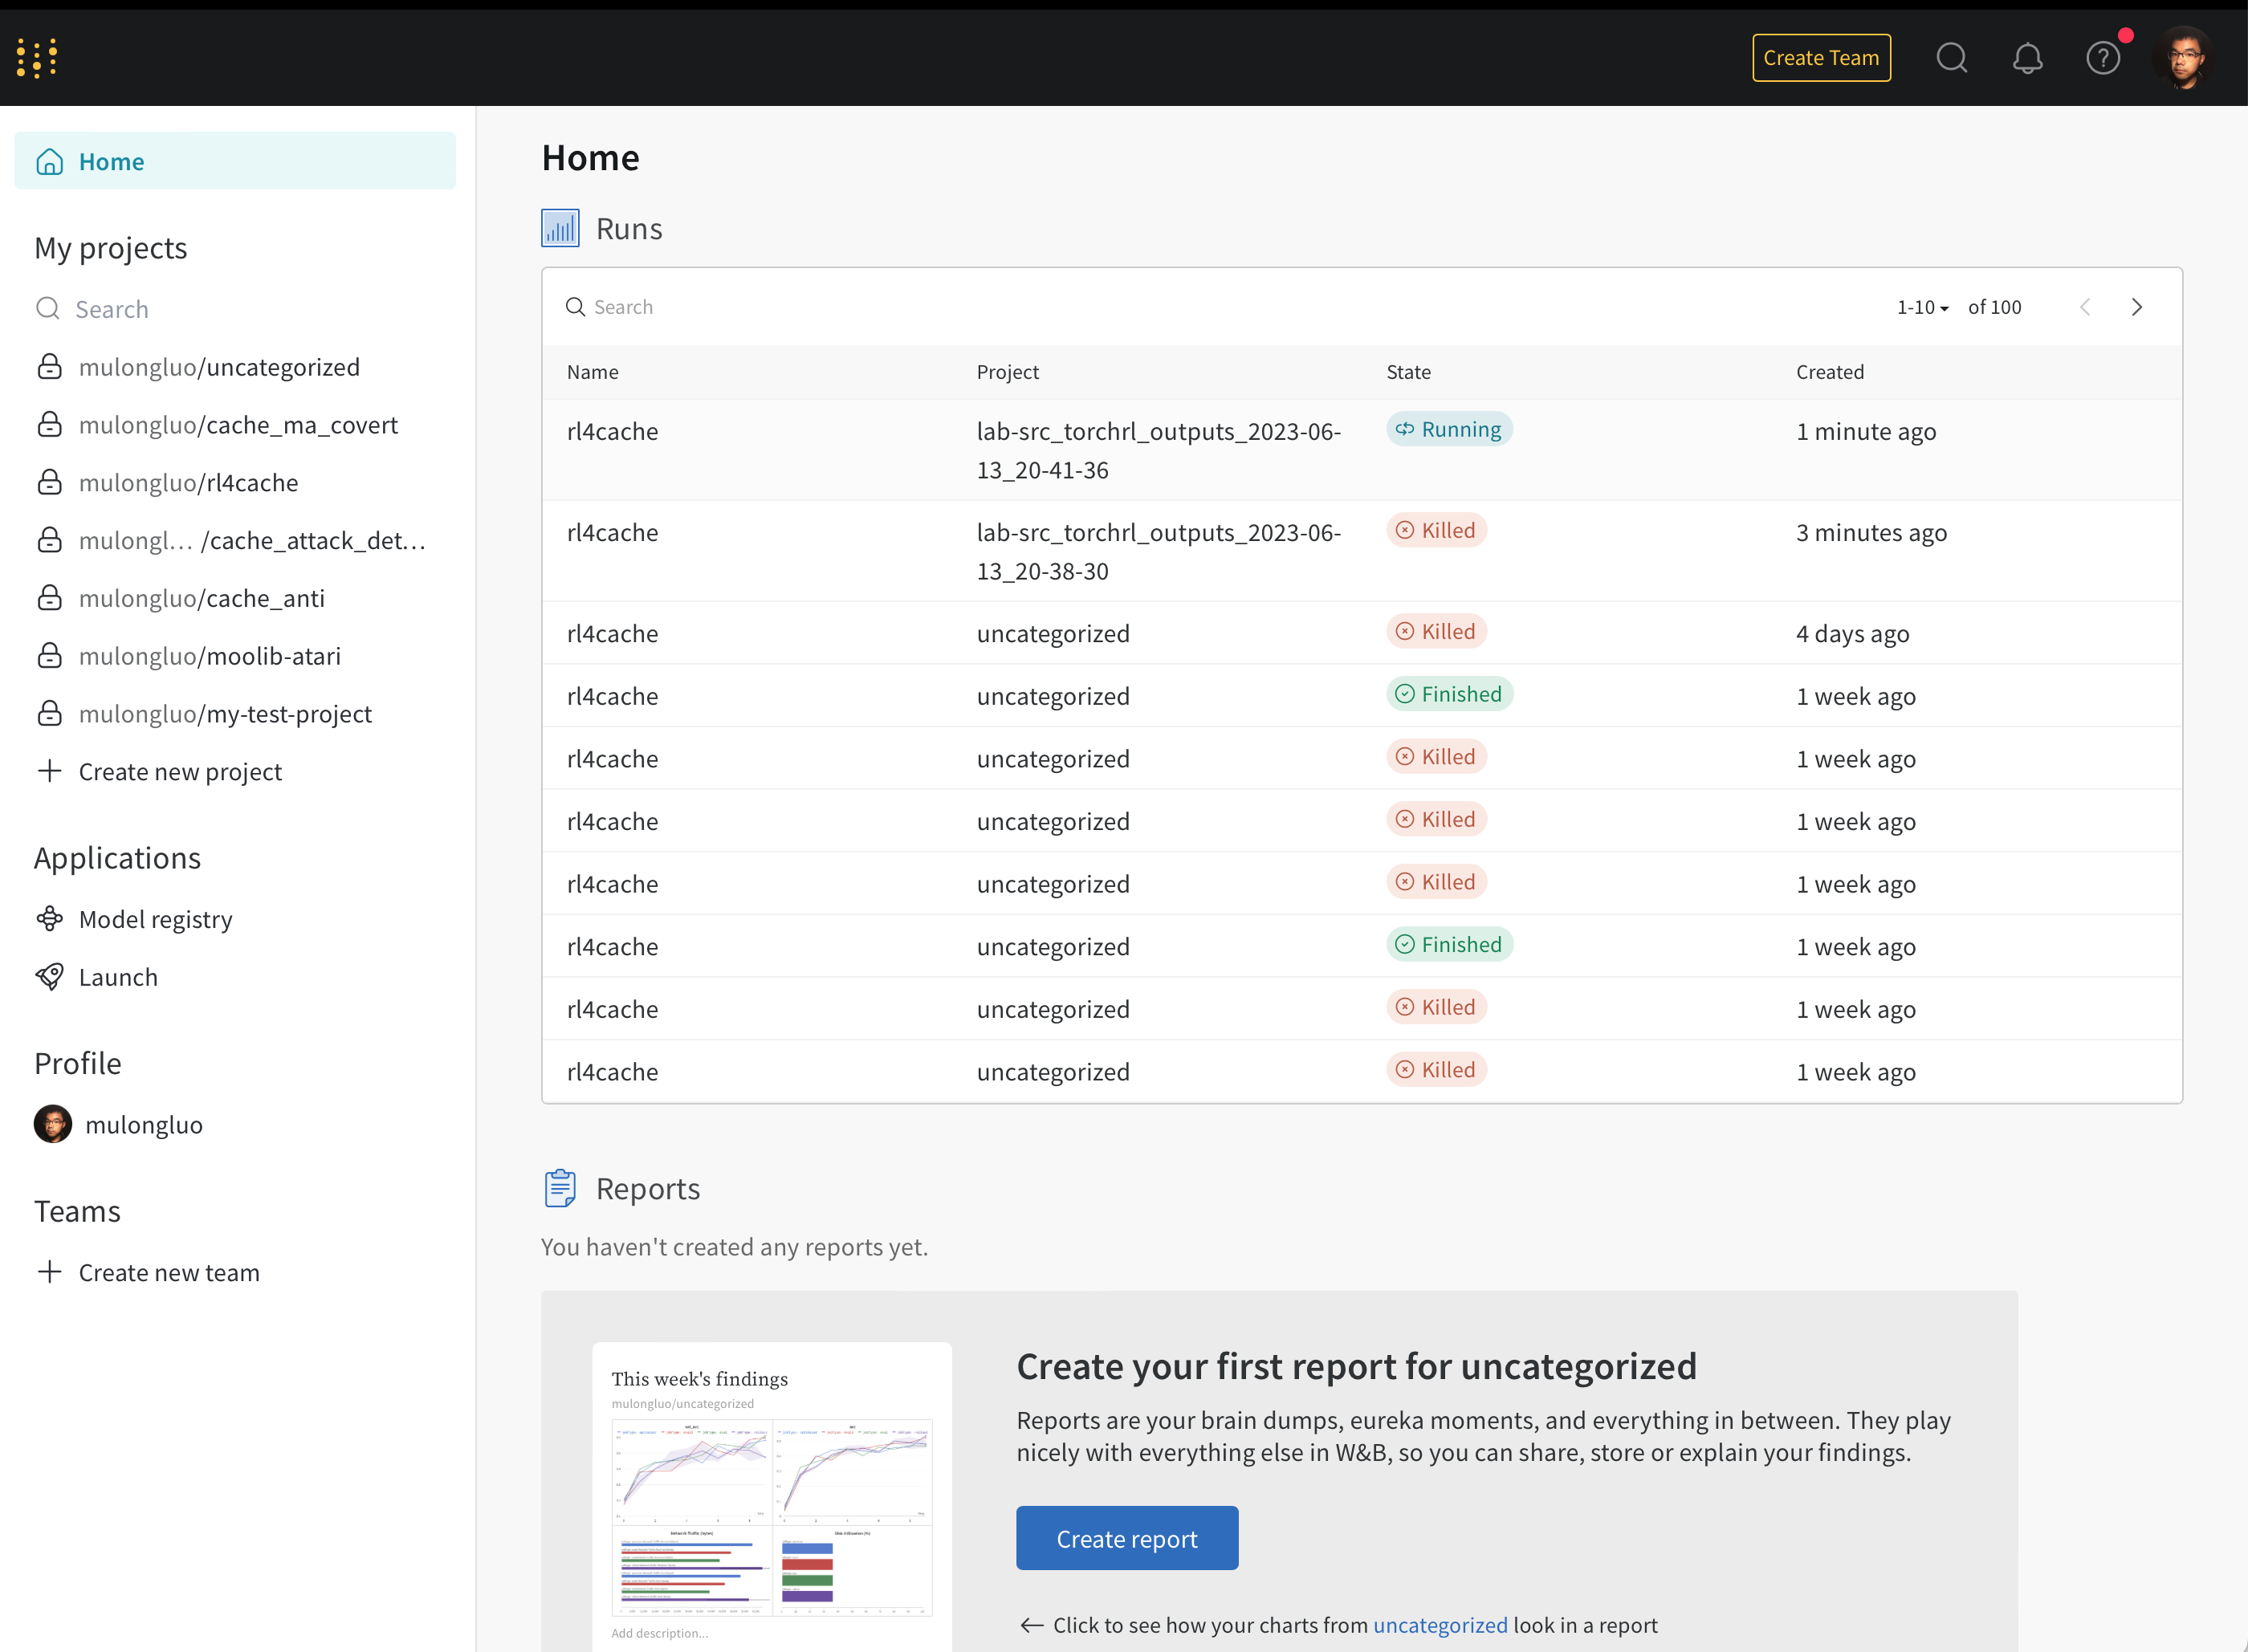 Create Team
Home
My projects
Search
mulongluo/uncategorized
mulongluo/cache_ma_covert
mulongluo/rl4cache
mulongl… /cache_attack_det…
mulongluo/cache_anti
mulongluo/moolib-atari
mulongluo/my-test-project
Create new project
Applications
Model registry
Launch
Profile
mulongluo
Teams
Create new team
Home
Runs
Search
1-10 of 100
Name Project State Created
rl4cache lab-src_torchrl_outputs_2023-06- Running 1 minute ago
13_20-41-36
rl4cache lab-src_torchrl_outputs_2023-06- Killed 3 minutes ago
13_20-38-30
rl4cache uncategorized Killed 4 days ago
rl4cache uncategorized Finished 1 week ago
rl4cache uncategorized Killed 1 week ago
rl4cache uncategorized Killed 1 week ago
rl4cache uncategorized Killed 1 week ago
rl4cache uncategorized Finished 1 week ago
rl4cache uncategorized Killed 1 week ago
rl4cache uncategorized Killed 1 week ago
Reports
You haven't created any reports yet.
This week's findings
mulongluo/uncategorized
Network Traffic (bytes)
Disk Utilization (%)
Add description...
Create your first report for uncategorized
Reports are your brain dumps, eureka moments, and everything in between. They play
nicely with everything else in W&B, so you can share, store or explain your findings.
Create report
← Click to see how your charts from uncategorized look in a report